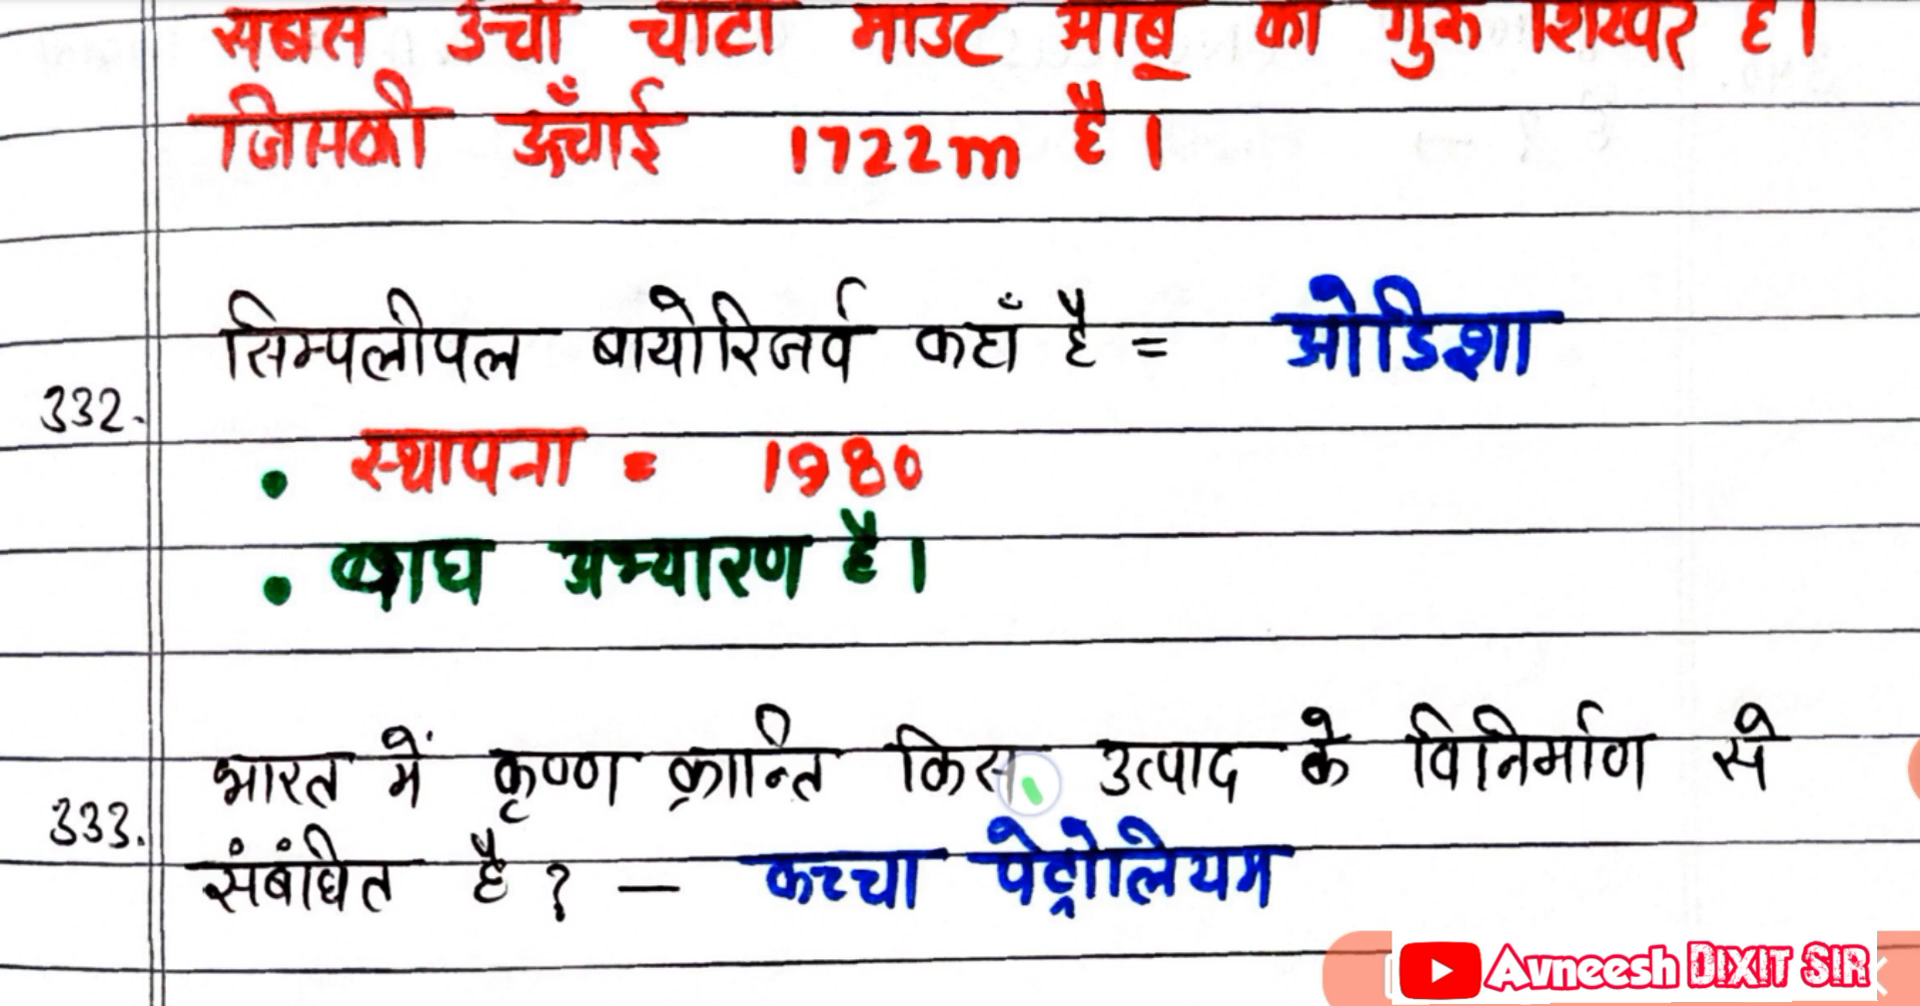 सबसे ऊँची चोटी माउंट आबू की गुरु शिखर है।
जिसकी ऊँचाई 1722m है।
सिम्पलीपल बायोरिजर्व कहाँ है = ओडिशा
332.
• स्थापना = 1980
• बाघ अभ्यारण है।
भारत में कृष्ण क्रान्ति किस उत्पाद के विनिर्माण से
333.
संबंधित है? — कच्चा पेट्रोलियम
Avneesh DIXIT SIR